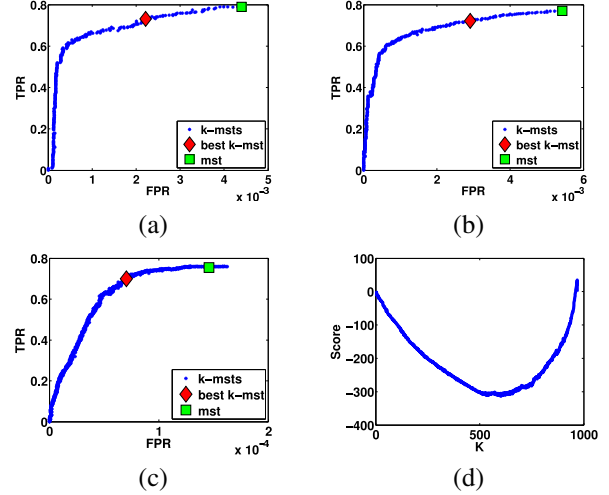 0.8
0.6
0.4
0.2
0
TPR
0 1 2 3 4 5
FPR
x 10⁻³
k-msts
best k-mst
mst
(a)
0.8
0.6
0.4
0.2
0
TPR
0 2 4 6
FPR
x 10⁻³
k-msts
best k-mst
mst
(b)
0.8
0.6
0.4
0.2
0
TPR
0 1 2
FPR
x 10⁻⁴
k-msts
best k-mst
mst
(c)
100
0
-100
-200
-300
-400
Score
0 500 1000
K
(d)